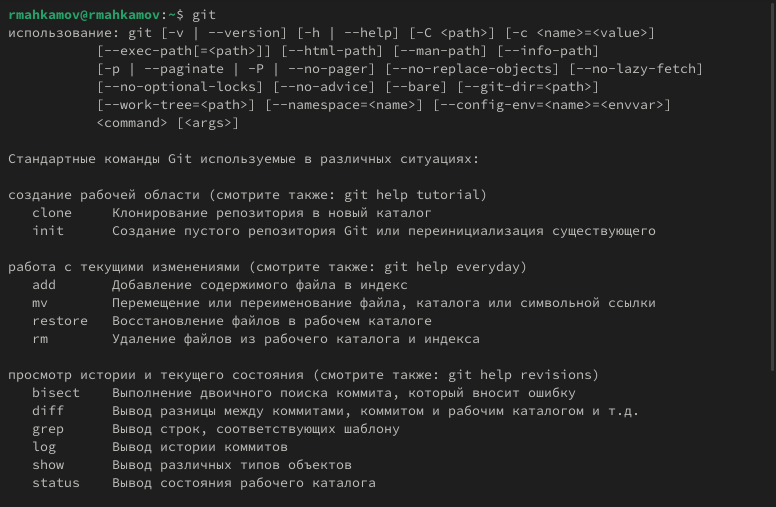 rmahkamov@rmahkamov:~$ git
использование: git [-v | --version] [-h | --help] [-C <path>] [-c <name>=<value>]
[--exec-path[=<path>]] [--html-path] [--man-path] [--info-path]
[-p | --paginate | -P | --no-pager] [--no-replace-objects] [--no-lazy-fetch]
[--no-optional-locks] [--no-advice] [--bare] [--git-dir=<path>]
[--work-tree=<path>] [--namespace=<name>] [--config-env=<name>=<envvar>]
<command> [<args>]
Стандартные команды Git используемые в различных ситуациях:
создание рабочей области (смотрите также: git help tutorial)
clone Клонирование репозитория в новый каталог
init Создание пустого репозитория Git или переинициализация существующего
работа с текущими изменениями (смотрите также: git help everyday)
add Добавление содержимого файла в индекс
mv Перемещение или переименование файла, каталога или символьной ссылки
restore Восстановление файлов в рабочем каталоге
rm Удаление файлов из рабочего каталога и индекса
просмотр истории и текущего состояния (смотрите также: git help revisions)
bisect Выполнение двоичного поиска коммита, который вносит ошибку
diff Вывод разницы между коммитами, коммитом и рабочим каталогом и т.д.
grep Вывод строк, соответствующих шаблону
log Вывод истории коммитов
show Вывод различных типов объектов
status Вывод состояния рабочего каталога